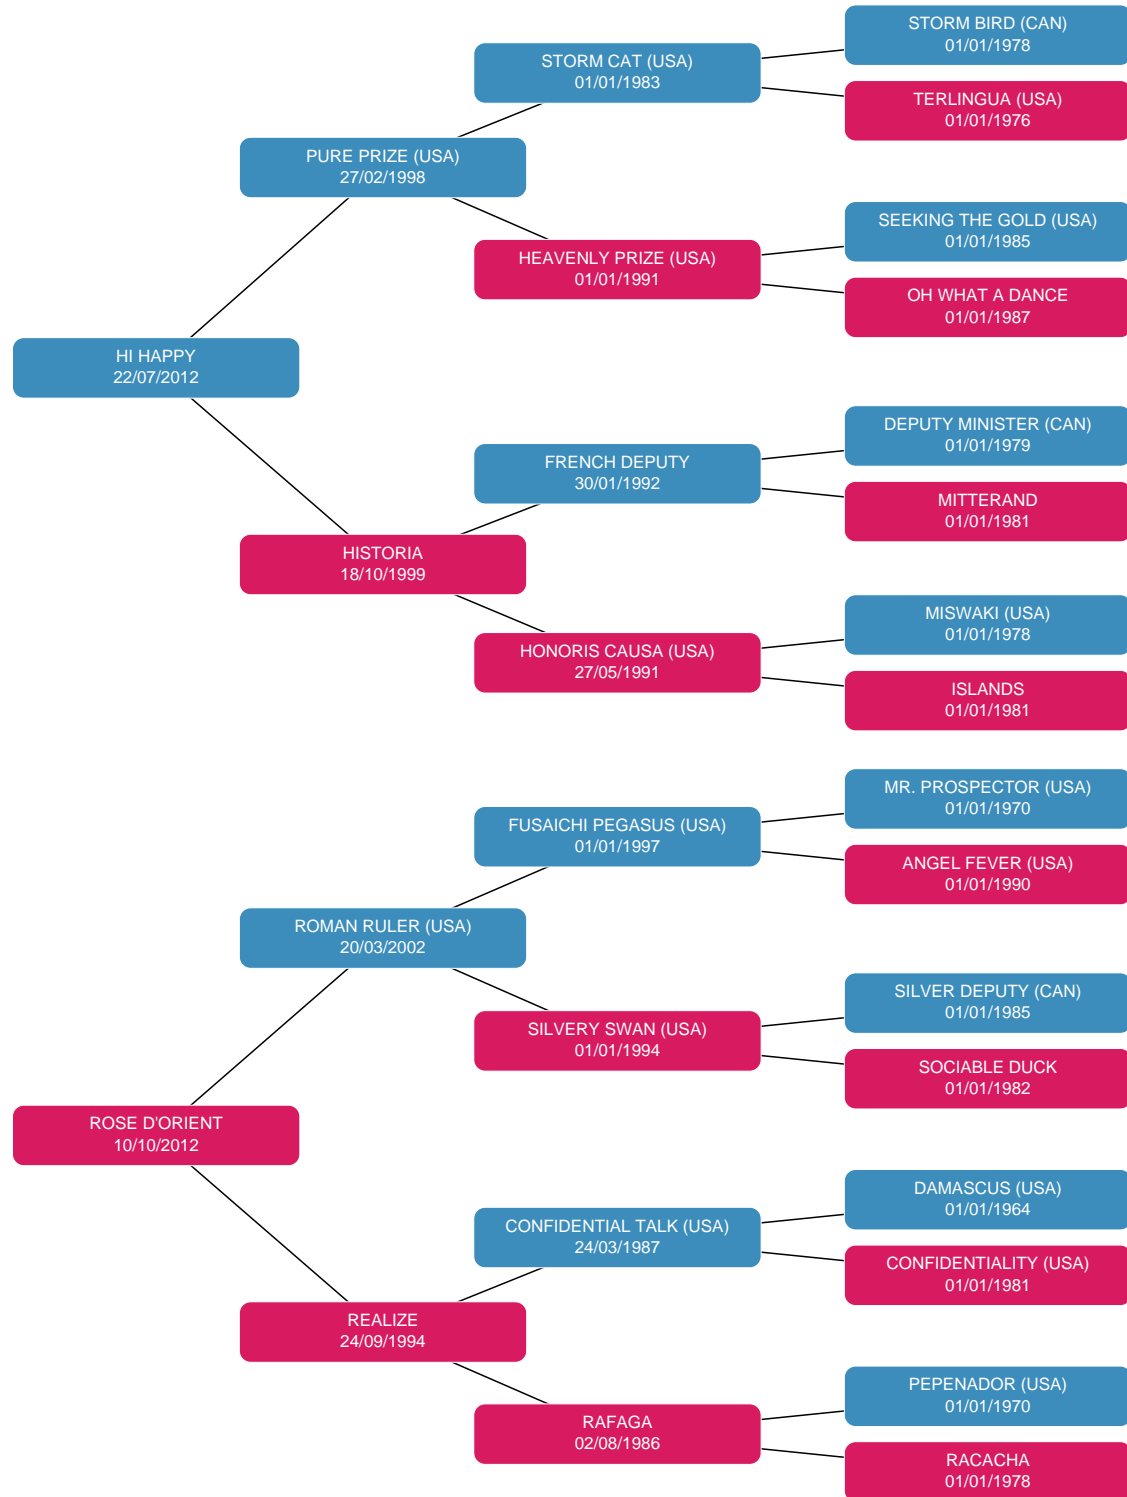 STORM BIRD (CAN)
01/01/1978
STORM CAT (USA)
01/01/1983
TERLINGUA (USA)
01/01/1976
PURE PRIZE (USA)
27/02/1998
SEEKING THE GOLD (USA)
01/01/1985
HEAVENLY PRIZE (USA)
01/01/1991
OH WHAT A DANCE
01/01/1987
HI HAPPY
22/07/2012
DEPUTY MINISTER (CAN)
01/01/1979
FRENCH DEPUTY
30/01/1992
MITTERAND
01/01/1981
HISTORIA
18/10/1999
MISWAKI (USA)
01/01/1978
HONORIS CAUSA (USA)
27/05/1991
ISLANDS
01/01/1981
MR. PROSPECTOR (USA)
01/01/1970
FUSAICHI PEGASUS (USA)
01/01/1997
ANGEL FEVER (USA)
01/01/1990
ROMAN RULER (USA)
20/03/2002
SILVER DEPUTY (CAN)
01/01/1985
SILVERY SWAN (USA)
01/01/1994
SOCIABLE DUCK
01/01/1982
ROSE D'ORIENT
10/10/2012
DAMASCUS (USA)
01/01/1964
CONFIDENTIAL TALK (USA)
24/03/1987
CONFIDENTIALITY (USA)
01/01/1981
REALIZE
24/09/1994
PEPENADOR (USA)
01/01/1970
RAFAGA
02/08/1986
RACACHA
01/01/1978